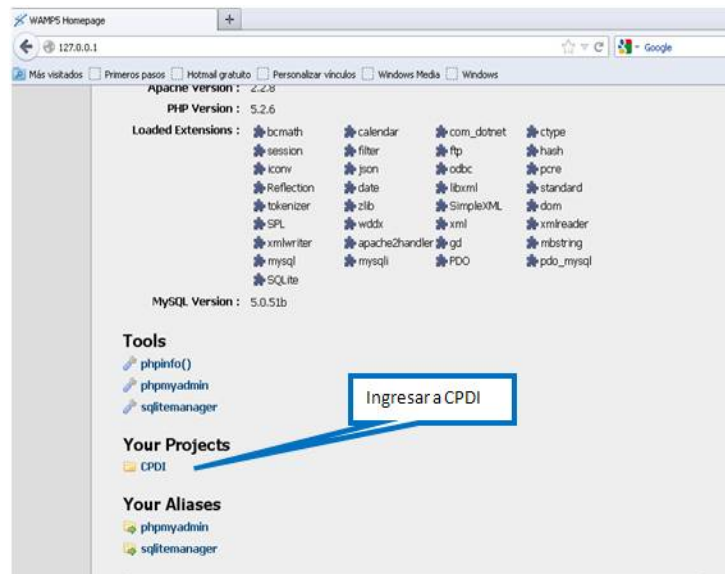 WAMP5 Homepage
+
127.0.0.1
Google
Más visitados Primeros pasos Hotmail gratuito Personalizar vínculos Windows Media Windows
Apache Version : 2.2.8
PHP Version : 5.2.6
Loaded Extensions : bcmath calendar com_dotnet ctype
session filter ftp hash
iconv json odbc pcre
Reflection date libxml standard
tokenizer zlib SimpleXML dom
SPL wddx xml xmlreader
xmlwriter apache2handler gd mbstring
mysql mysqli PDO pdo_mysql
SQLite
MySQL Version : 5.0.51b
Tools
phpinfo()
phpmyadmin
sqlitemanager
Ingresar a CPDI
Your Projects
CPDI
Your Aliases
phpmyadmin
sqlitemanager